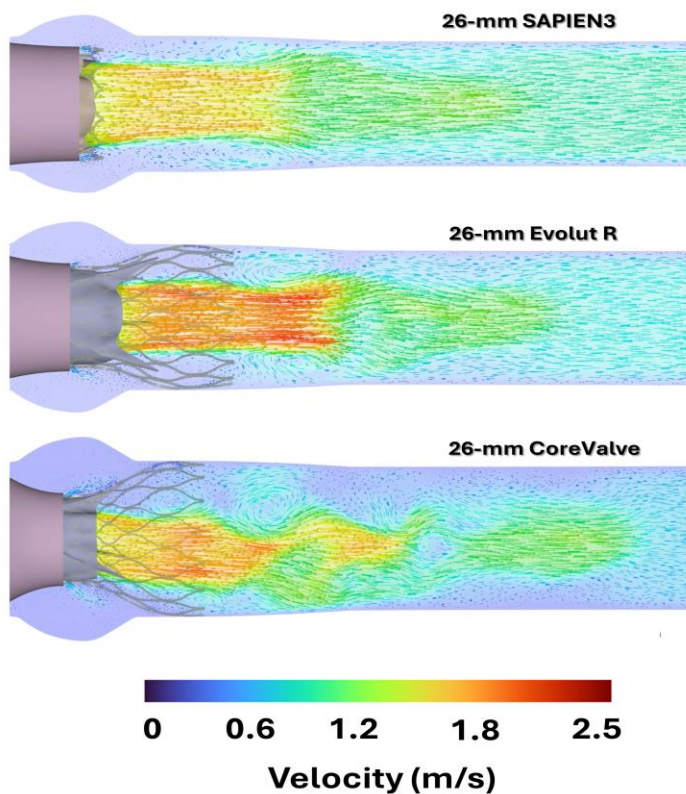 26-mm SAPIEN3
26-mm Evolut R
26-mm CoreValve
0 0.6 1.2 1.8 2.5
Velocity (m/s)